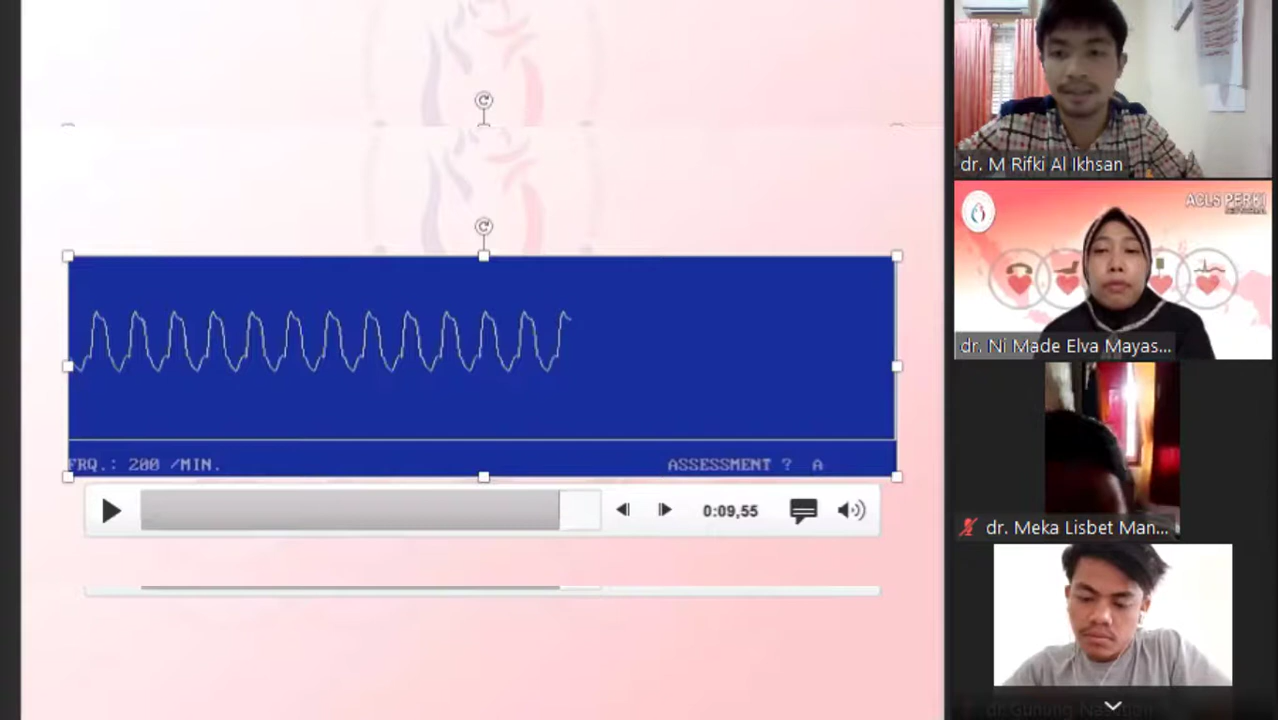 dr. M Rifki Al Ikhsan
ACLS PERKI
dr. Ni Made Elva Mayas...
FRQ.: 200 /MIN.
ASSESSMENT ? A
0:09,55
dr. Meka Lisbet Man...